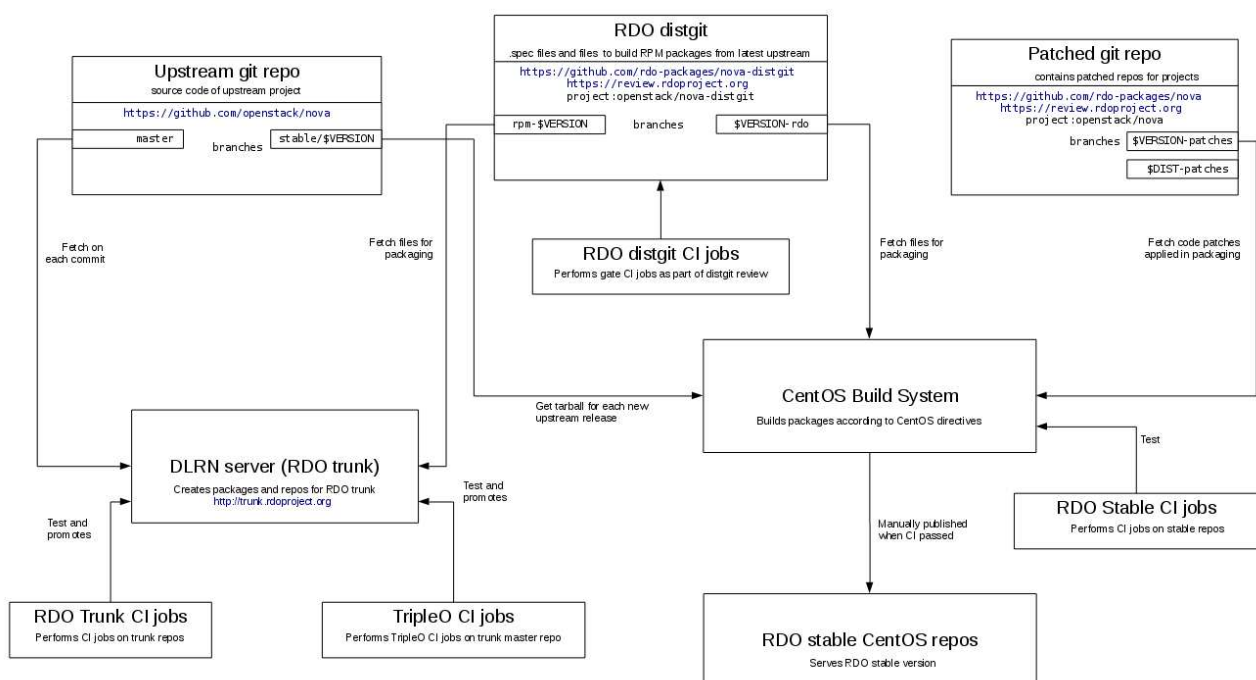 RDO distgit
.spec files and files to build RPM packages from latest upstream
https://github.com/rdo-packages/nova-distgit
https://review.rdoproject.org
project:openstack/nova-distgit
rpm-$VERSION
branches
$VERSION-rdo
Upstream git repo
source code of upstream project
https://github.com/openstack/nova
master
branches
stable/$VERSION
Patched git repo
contains patched repos for projects
https://github.com/rdo-packages/nova
https://review.rdoproject.org
project:openstack/nova
branches
$VERSION-patches
$DIST-patches
Fetch on
each commit
Fetch files for
packaging
RDO distgit CI jobs
Performs gate CI jobs as part of distgit review
Fetch files for
packaging
Fetch code patches
applied in packaging
CentOS Build System
Builds packages according to CentOS directives
Get tarball for each new
upstream release
DLRN server (RDO trunk)
Creates packages and repos for RDO trunk
http://trunk.rdoproject.org
Test and
promotes
Test and
promotes
Test
RDO Stable CI jobs
Performs CI jobs on stable repos
Manually published
when CI passed
RDO Trunk CI jobs
Performs CI jobs on trunk repos
TripleO CI jobs
Performs TripleO CI jobs on trunk master repo
RDO stable CentOS repos
Serves RDO stable version